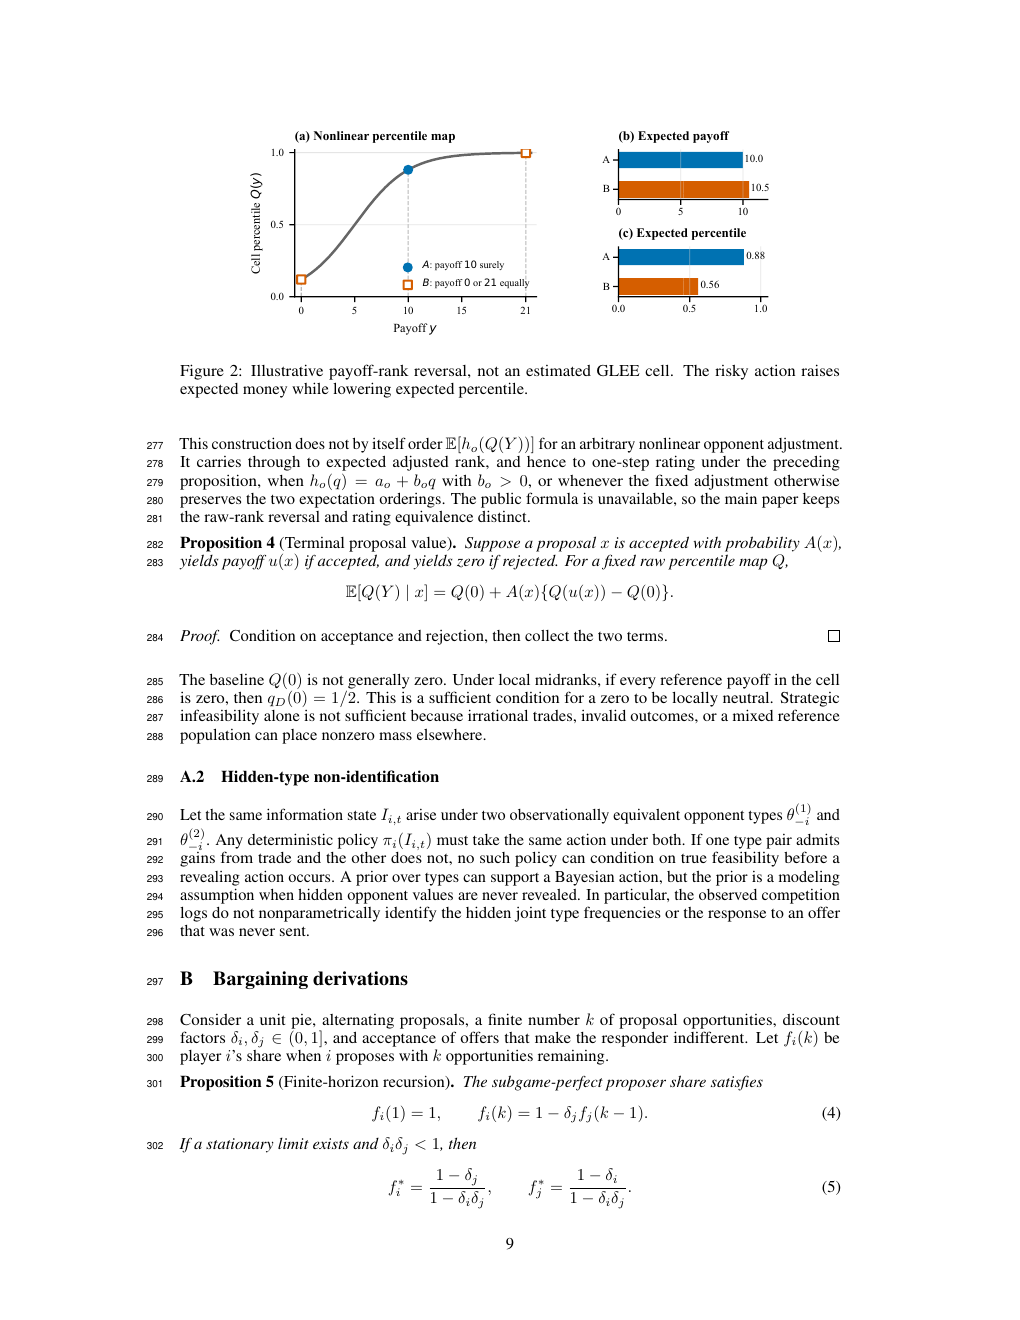 (a) Nonlinear percentile map
1.0
0.5
0.0
Cell percentile Q(y)
A: payoff 10 surely
B: payoff 0 or 21 equally
0 5 10 15 21
Payoff y
(b) Expected payoff
A 10.0
B 10.5
0 5 10
(c) Expected percentile
A 0.88
B 0.56
0.0 0.5 1.0
Figure 2: Illustrative payoff-rank reversal, not an estimated GLEE cell. The risky action raises
expected money while lowering expected percentile.
277 This construction does not by itself order 𝔼[hₒ(Q(Y))] for an arbitrary nonlinear opponent adjustment.
278 It carries through to expected adjusted rank, and hence to one-step rating under the preceding
279 proposition, when hₒ(q) = aₒ + bₒq with bₒ > 0, or whenever the fixed adjustment otherwise
280 preserves the two expectation orderings. The public formula is unavailable, so the main paper keeps
281 the raw-rank reversal and rating equivalence distinct.
282 Proposition 4 (Terminal proposal value). Suppose a proposal x is accepted with probability A(x),
283 yields payoff u(x) if accepted, and yields zero if rejected. For a fixed raw percentile map Q,
𝔼[Q(Y) | x] = Q(0) + A(x){Q(u(x)) − Q(0)}.
284 Proof. Condition on acceptance and rejection, then collect the two terms. □
285 The baseline Q(0) is not generally zero. Under local midranks, if every reference payoff in the cell
286 is zero, then q_D(0) = 1/2. This is a sufficient condition for a zero to be locally neutral. Strategic
287 infeasibility alone is not sufficient because irrational trades, invalid outcomes, or a mixed reference
288 population can place nonzero mass elsewhere.
289 A.2 Hidden-type non-identification
290 Let the same information state I_{i,t} arise under two observationally equivalent opponent types θ_{−i}^{(1)} and
291 θ_{−i}^{(2)}. Any deterministic policy π_i(I_{i,t}) must take the same action under both. If one type pair admits
292 gains from trade and the other does not, no such policy can condition on true feasibility before a
293 revealing action occurs. A prior over types can support a Bayesian action, but the prior is a modeling
294 assumption when hidden opponent values are never revealed. In particular, the observed competition
295 logs do not nonparametrically identify the hidden joint type frequencies or the response to an offer
296 that was never sent.
297 B Bargaining derivations
298 Consider a unit pie, alternating proposals, a finite number k of proposal opportunities, discount
299 factors δ_i, δ_j ∈ (0, 1], and acceptance of offers that make the responder indifferent. Let f_i(k) be
300 player i's share when i proposes with k opportunities remaining.
301 Proposition 5 (Finite-horizon recursion). The subgame-perfect proposer share satisfies
f_i(1) = 1, f_i(k) = 1 − δ_j f_j(k − 1). (4)
302 If a stationary limit exists and δ_iδ_j < 1, then
f_i^* = (1 − δ_j)/(1 − δ_iδ_j), f_j^* = (1 − δ_i)/(1 − δ_iδ_j). (5)
9